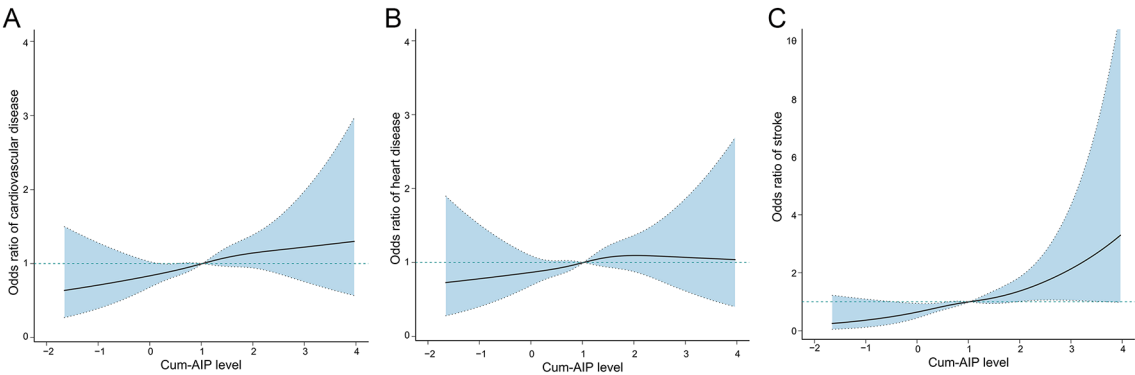 A
Odds ratio of cardiovascular disease
4
3
2
1
0
−2 −1 0 1 2 3 4
Cum-AIP level
B
Odds ratio of heart disease
4
3
2
1
0
−2 −1 0 1 2 3 4
Cum-AIP level
C
Odds ratio of stroke
10
8
6
4
2
0
−2 −1 0 1 2 3 4
Cum-AIP level